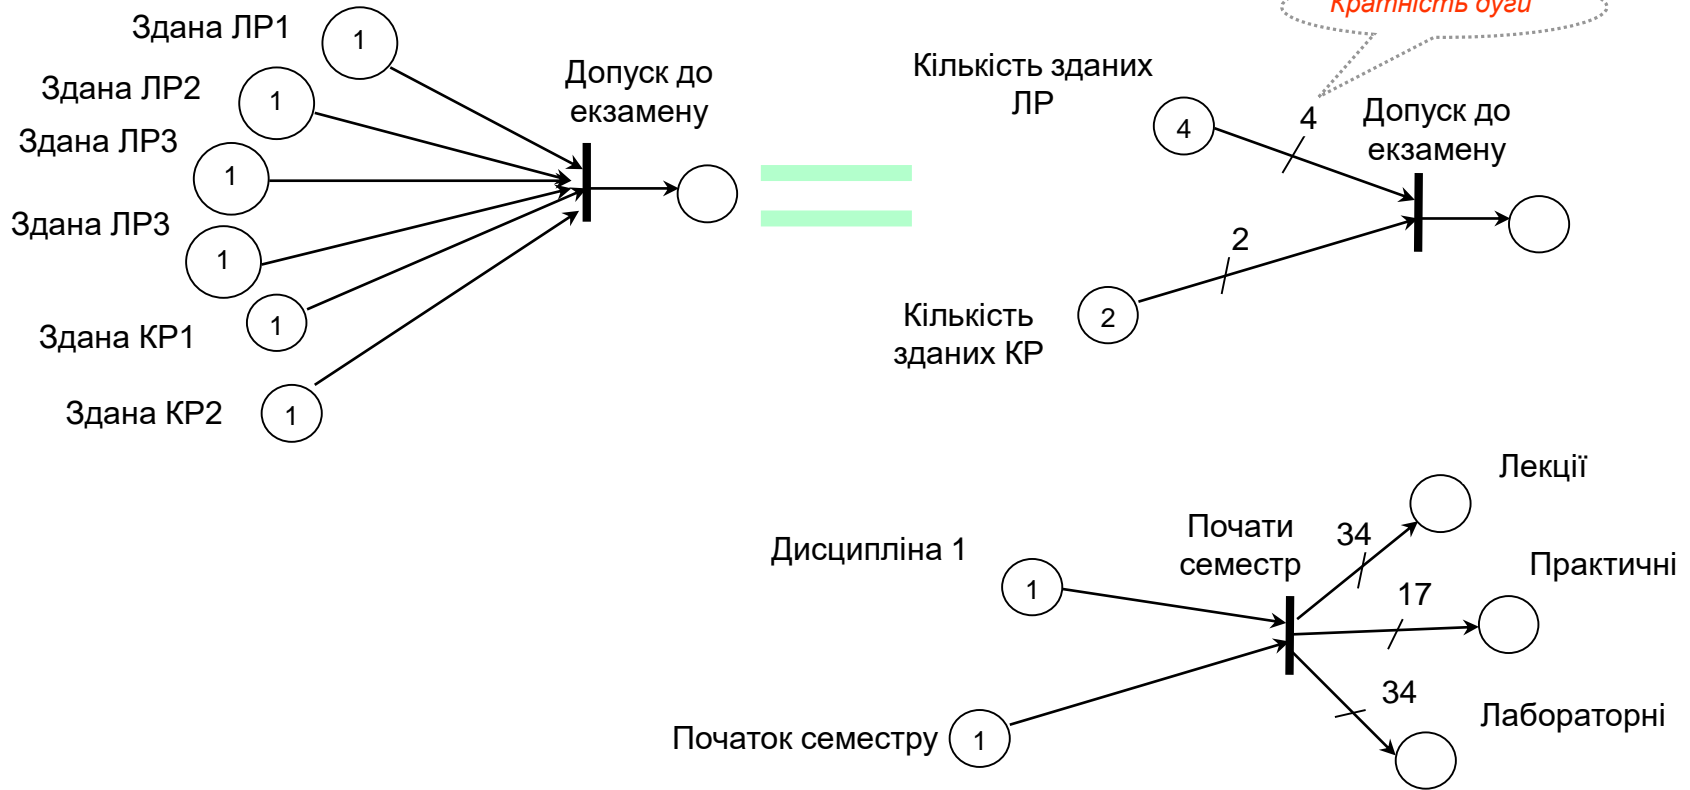 Здана ЛР1
1
Здана ЛР2
1
Здана ЛР3
1
Здана ЛР3
1
Здана КР1
1
Здана КР2
1
Допуск до
екзамену
Кратність дуги
Кількість зданих
ЛР
4
4
Допуск до
екзамену
2
Кількість
зданих КР
2
Дисципліна 1
1
Початок семестру
1
Почати
семестр
34
Лекції
17
Практичні
34
Лабораторні